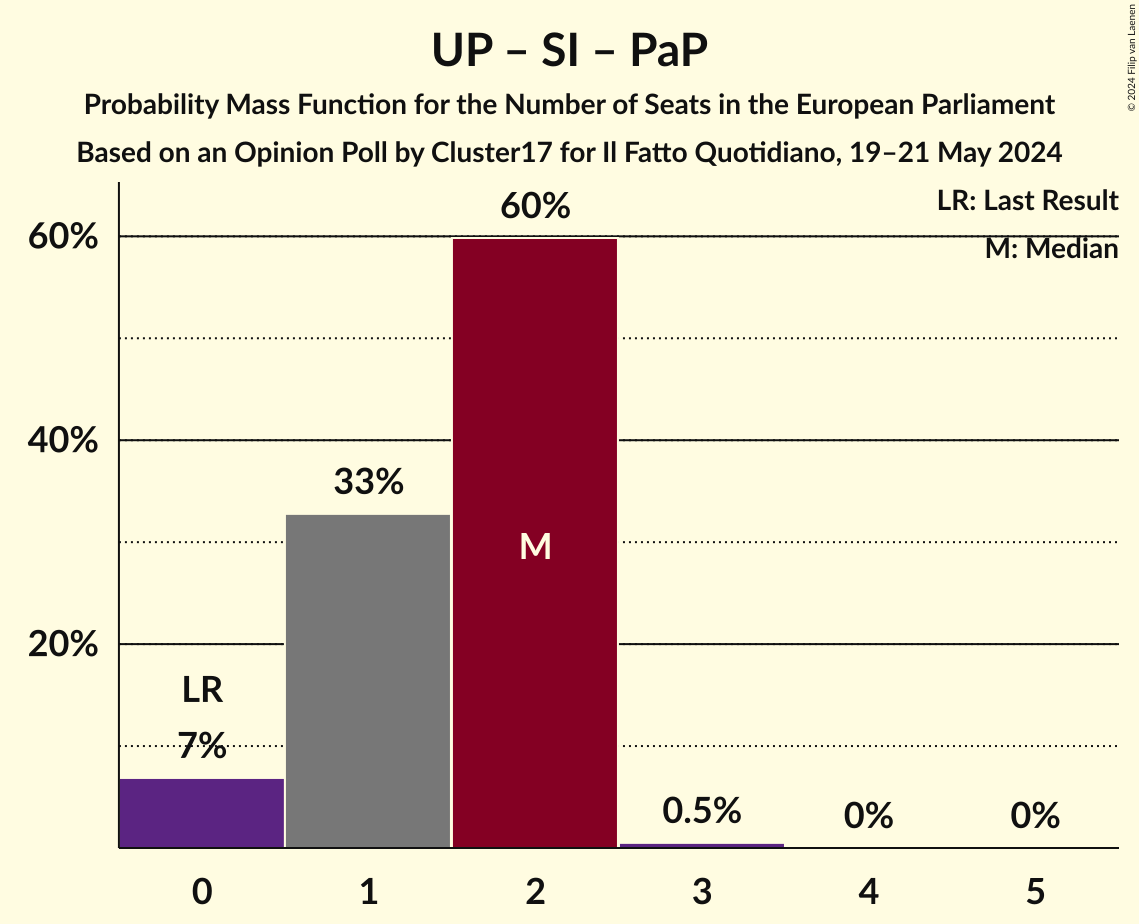 UP – SI – PaP
Probability Mass Function for the Number of Seats in the European Parliament
Based on an Opinion Poll by Cluster17 for Il Fatto Quotidiano, 19–21 May 2024
© 2024 Filip van Laenen
LR: Last Result
M: Median
60%
40%
20%
LR
7%
33%
60%
M
0.5%
0%
0%
0 1 2 3 4 5